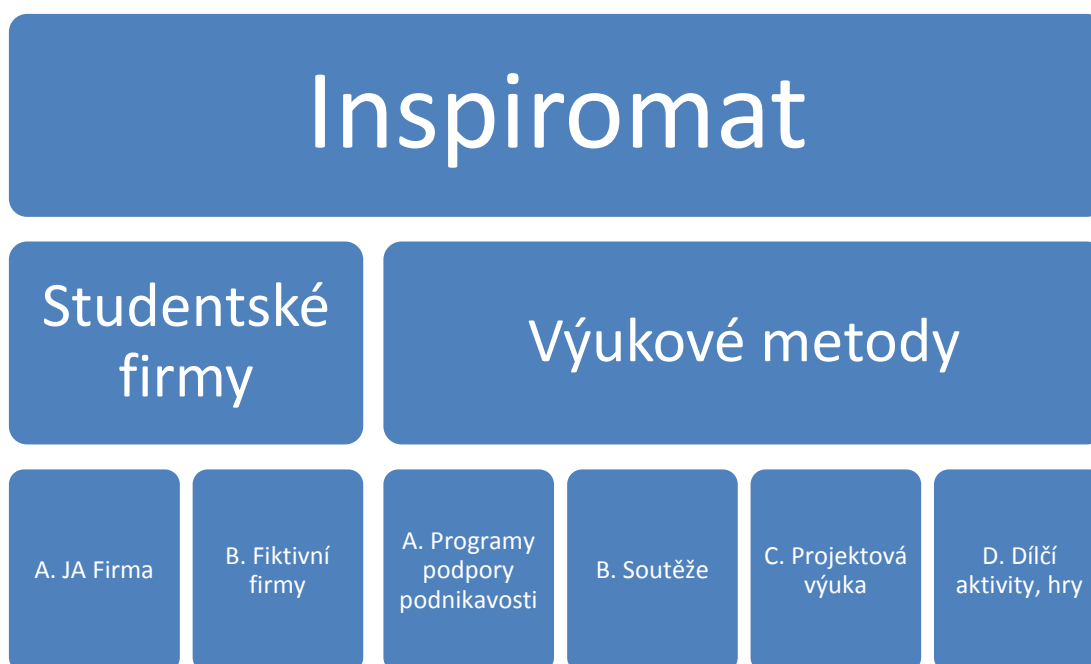 Inspiromat
Studentské
firmy
Výukové metody
A. JA Firma
B. Fiktivní
firmy
A. Programy
podpory
podnikavosti
B. Soutěže
C. Projektová
výuka
D. Dílčí
aktivity, hry